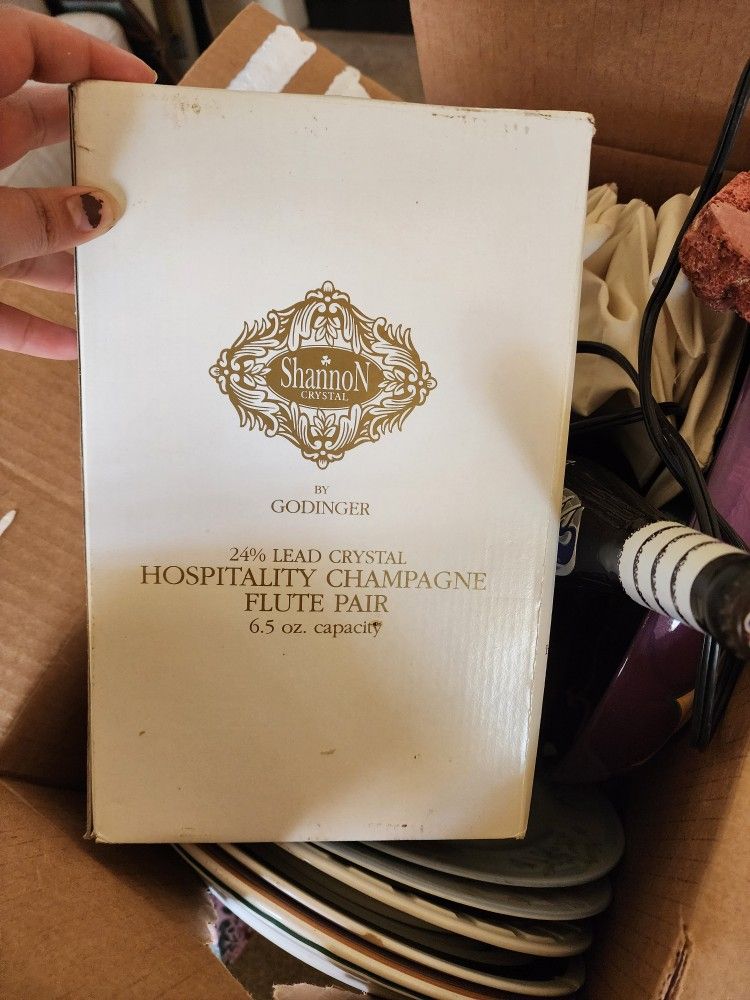 ShannoN
CRYSTAL
BY
GODINGER
24% LEAD CRYSTAL
HOSPITALITY CHAMPAGNE
FLUTE PAIR
6.5 oz. capacity